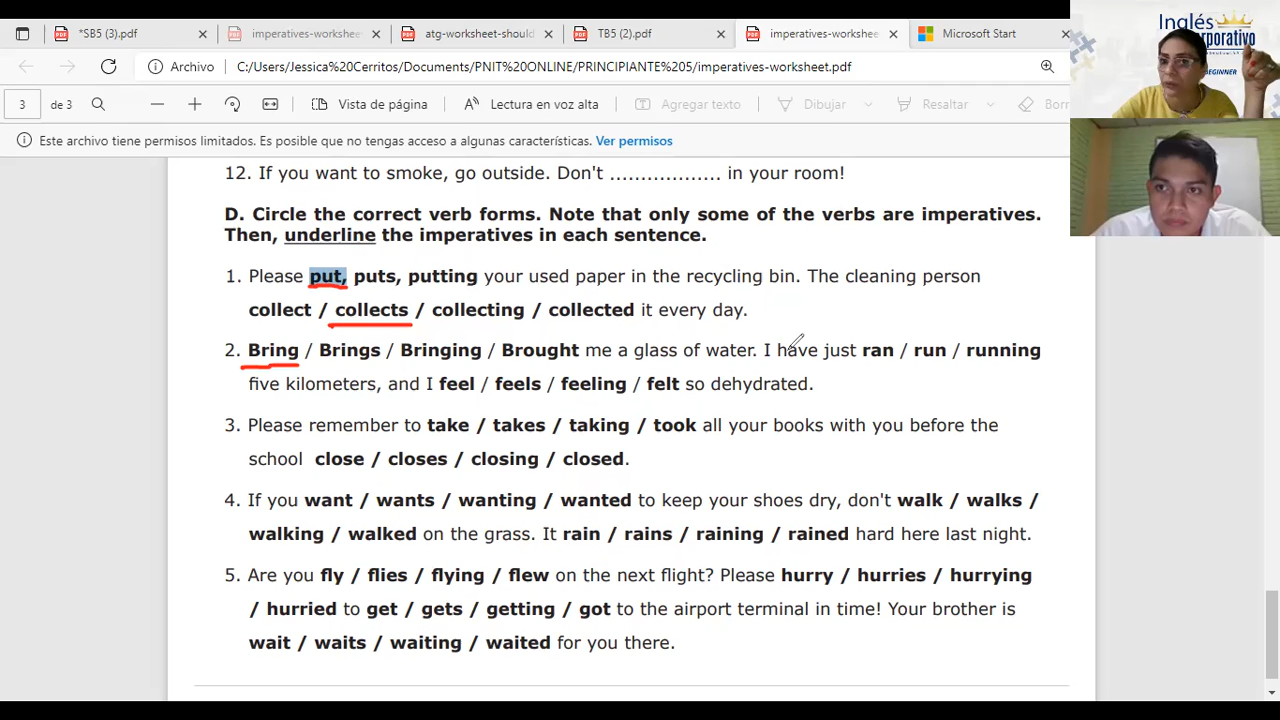 *SB5 (3).pdf
imperatives-workshee
atg-worksheet-should
TB5 (2).pdf
imperatives-workshee
Microsoft Start
Archivo C:/Users/Jessica%20Cerritos/Documents/FINIT%20ONLINE/PRINCIPIANTE%205/imperatives-worksheet.pdf
3 de 3 Vista de página Lectura en voz alta Agregar texto Dibujar Resaltar Borr
Este archivo tiene permisos limitados. Es posible que no tengas acceso a algunas características. Ver permisos
Inglés
BEGINNER
12. If you want to smoke, go outside. Don't .................. in your room!
D. Circle the correct verb forms. Note that only some of the verbs are imperatives.
Then, underline the imperatives in each sentence.
1. Please put, puts, putting your used paper in the recycling bin. The cleaning person
collect / collects / collecting / collected it every day.
2. Bring / Brings / Bringing / Brought me a glass of water. I have just ran / run / running
five kilometers, and I feel / feels / feeling / felt so dehydrated.
3. Please remember to take / takes / taking / took all your books with you before the
school close / closes / closing / closed.
4. If you want / wants / wanting / wanted to keep your shoes dry, don't walk / walks /
walking / walked on the grass. It rain / rains / raining / rained hard here last night.
5. Are you fly / flies / flying / flew on the next flight? Please hurry / hurries / hurrying
/ hurried to get / gets / getting / got to the airport terminal in time! Your brother is
wait / waits / waiting / waited for you there.